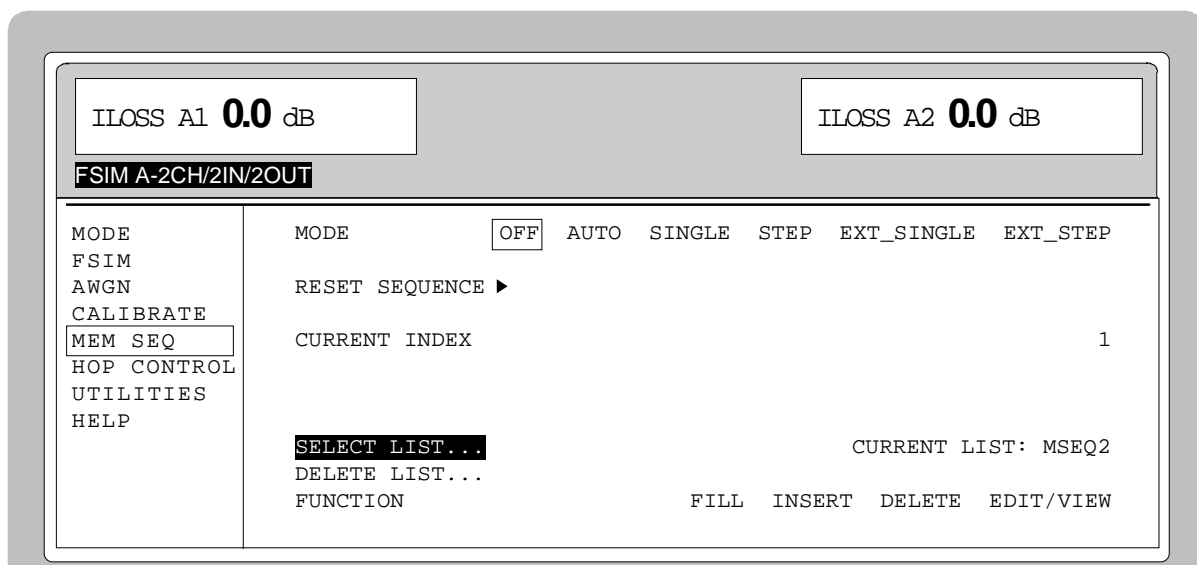 ILOSS A1 0.0 dB
ILOSS A2 0.0 dB
FSIM A-2CH/2IN/2OUT
MODE
FSIM
AWGN
CALIBRATE
MEM SEQ
HOP CONTROL
UTILITIES
HELP
MODE OFF AUTO SINGLE STEP EXT_SINGLE EXT_STEP
RESET SEQUENCE ▶
CURRENT INDEX 1
SELECT LIST... CURRENT LIST: MSEQ2
DELETE LIST...
FUNCTION FILL INSERT DELETE EDIT/VIEW